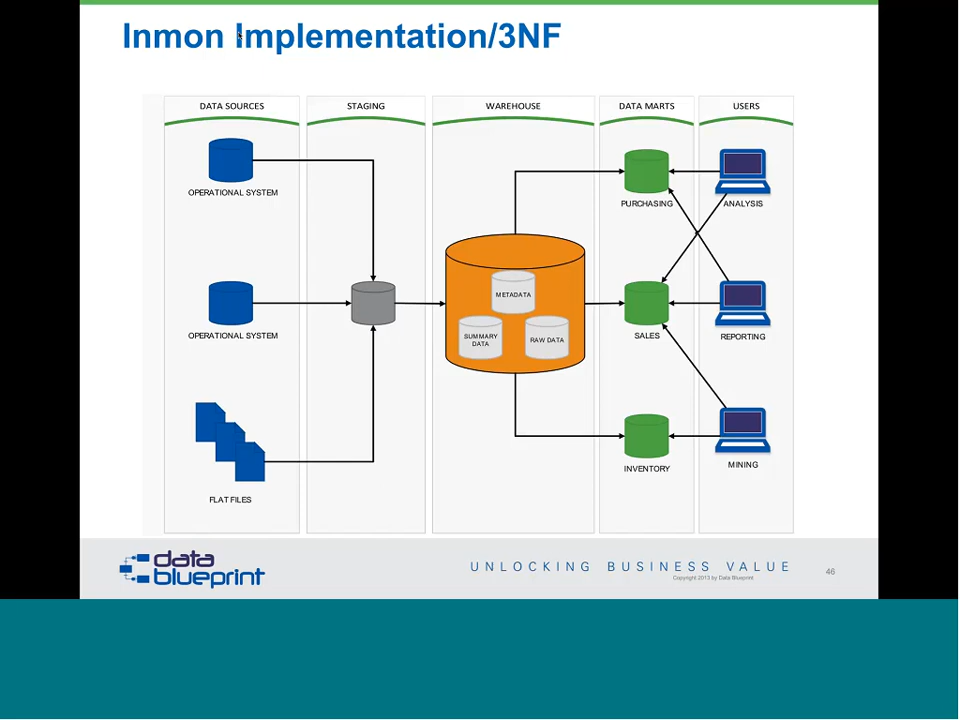 Inmon Implementation/3NF
DATA SOURCES
STAGING
WAREHOUSE
DATA MARTS
USERS
OPERATIONAL SYSTEM
PURCHASING
ANALYSIS
METADATA
SUMMARY
DATA
RAW DATA
OPERATIONAL SYSTEM
SALES
REPORTING
INVENTORY
MINING
FLAT FILES
data
blueprint
UNLOCKING BUSINESS VALUE
Copyright 2013 by Data Blueprint
46